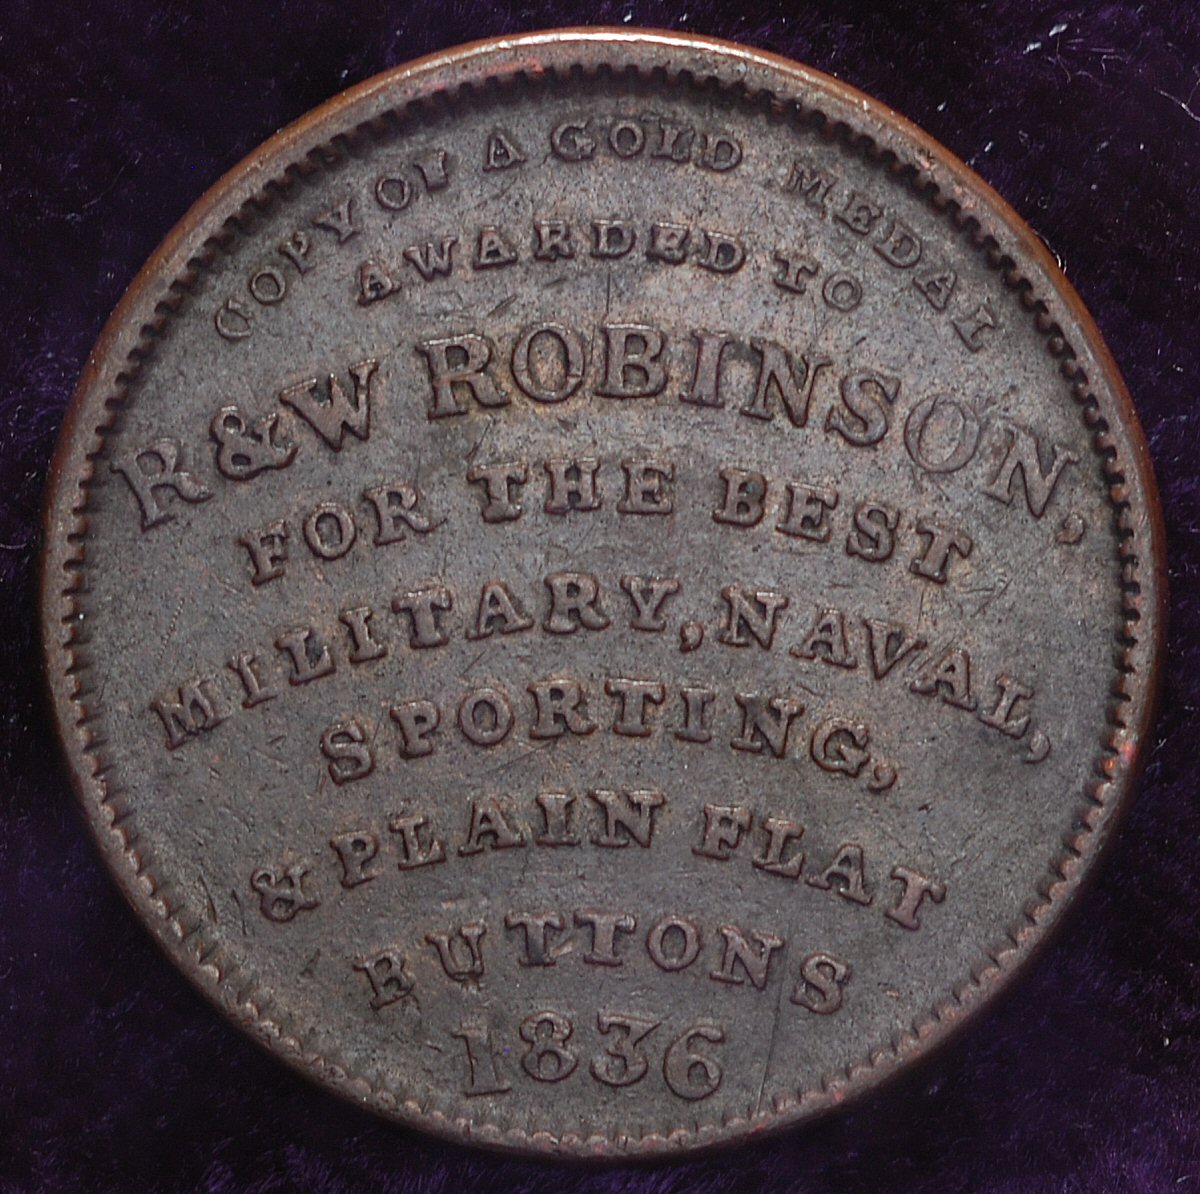 COPY OF A GOLD MEDAL
AWARDED TO
R & W ROBINSON,
FOR THE BEST
MILITARY, NAVAL,
SPORTING,
& PLAIN FLAT
BUTTONS
1836